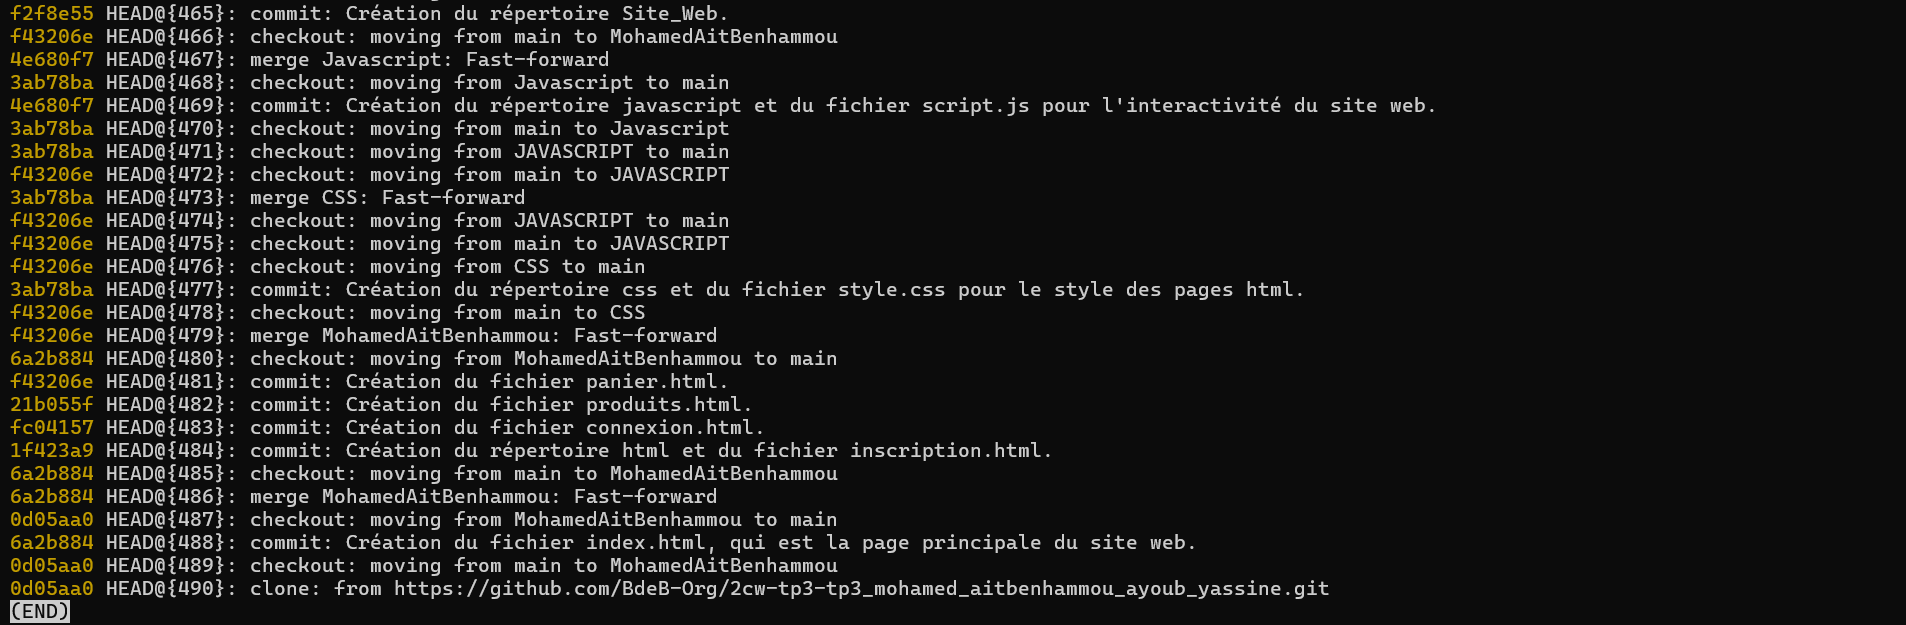 f2f8e55 HEAD@{465}: commit: Création du répertoire Site_Web.
f43206e HEAD@{466}: checkout: moving from main to MohamedAitBenhammou
4e680f7 HEAD@{467}: merge Javascript: Fast-forward
3ab78ba HEAD@{468}: checkout: moving from Javascript to main
4e680f7 HEAD@{469}: commit: Création du répertoire javascript et du fichier script.js pour l'interactivité du site web.
3ab78ba HEAD@{470}: checkout: moving from main to Javascript
3ab78ba HEAD@{471}: checkout: moving from JAVASCRIPT to main
f43206e HEAD@{472}: checkout: moving from main to JAVASCRIPT
3ab78ba HEAD@{473}: merge CSS: Fast-forward
f43206e HEAD@{474}: checkout: moving from JAVASCRIPT to main
f43206e HEAD@{475}: checkout: moving from main to JAVASCRIPT
f43206e HEAD@{476}: checkout: moving from CSS to main
3ab78ba HEAD@{477}: commit: Création du répertoire css et du fichier style.css pour le style des pages html.
f43206e HEAD@{478}: checkout: moving from main to CSS
f43206e HEAD@{479}: merge MohamedAitBenhammou: Fast-forward
6a2b884 HEAD@{480}: checkout: moving from MohamedAitBenhammou to main
f43206e HEAD@{481}: commit: Création du fichier panier.html.
21b055f HEAD@{482}: commit: Création du fichier produits.html.
fc04157 HEAD@{483}: commit: Création du fichier connexion.html.
1f423a9 HEAD@{484}: commit: Création du répertoire html et du fichier inscription.html.
6a2b884 HEAD@{485}: checkout: moving from main to MohamedAitBenhammou
6a2b884 HEAD@{486}: merge MohamedAitBenhammou: Fast-forward
0d05aa0 HEAD@{487}: checkout: moving from MohamedAitBenhammou to main
6a2b884 HEAD@{488}: commit: Création du fichier index.html, qui est la page principale du site web.
0d05aa0 HEAD@{489}: checkout: moving from main to MohamedAitBenhammou
0d05aa0 HEAD@{490}: clone: from https://github.com/BdeB-Org/2cw-tp3-tp3_mohamed_aitbenhammou_ayoub_yassine.git
(END)